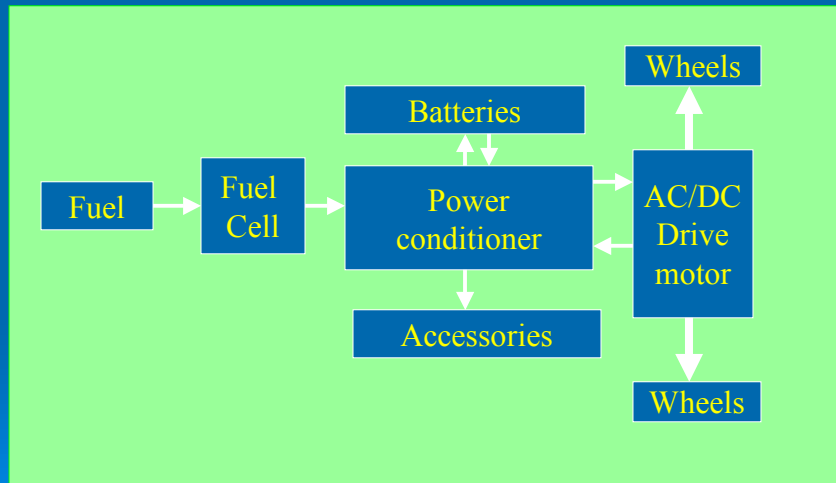 Wheels
Batteries
Fuel
Fuel
Cell
Power
conditioner
AC/DC
Drive
motor
Accessories
Wheels